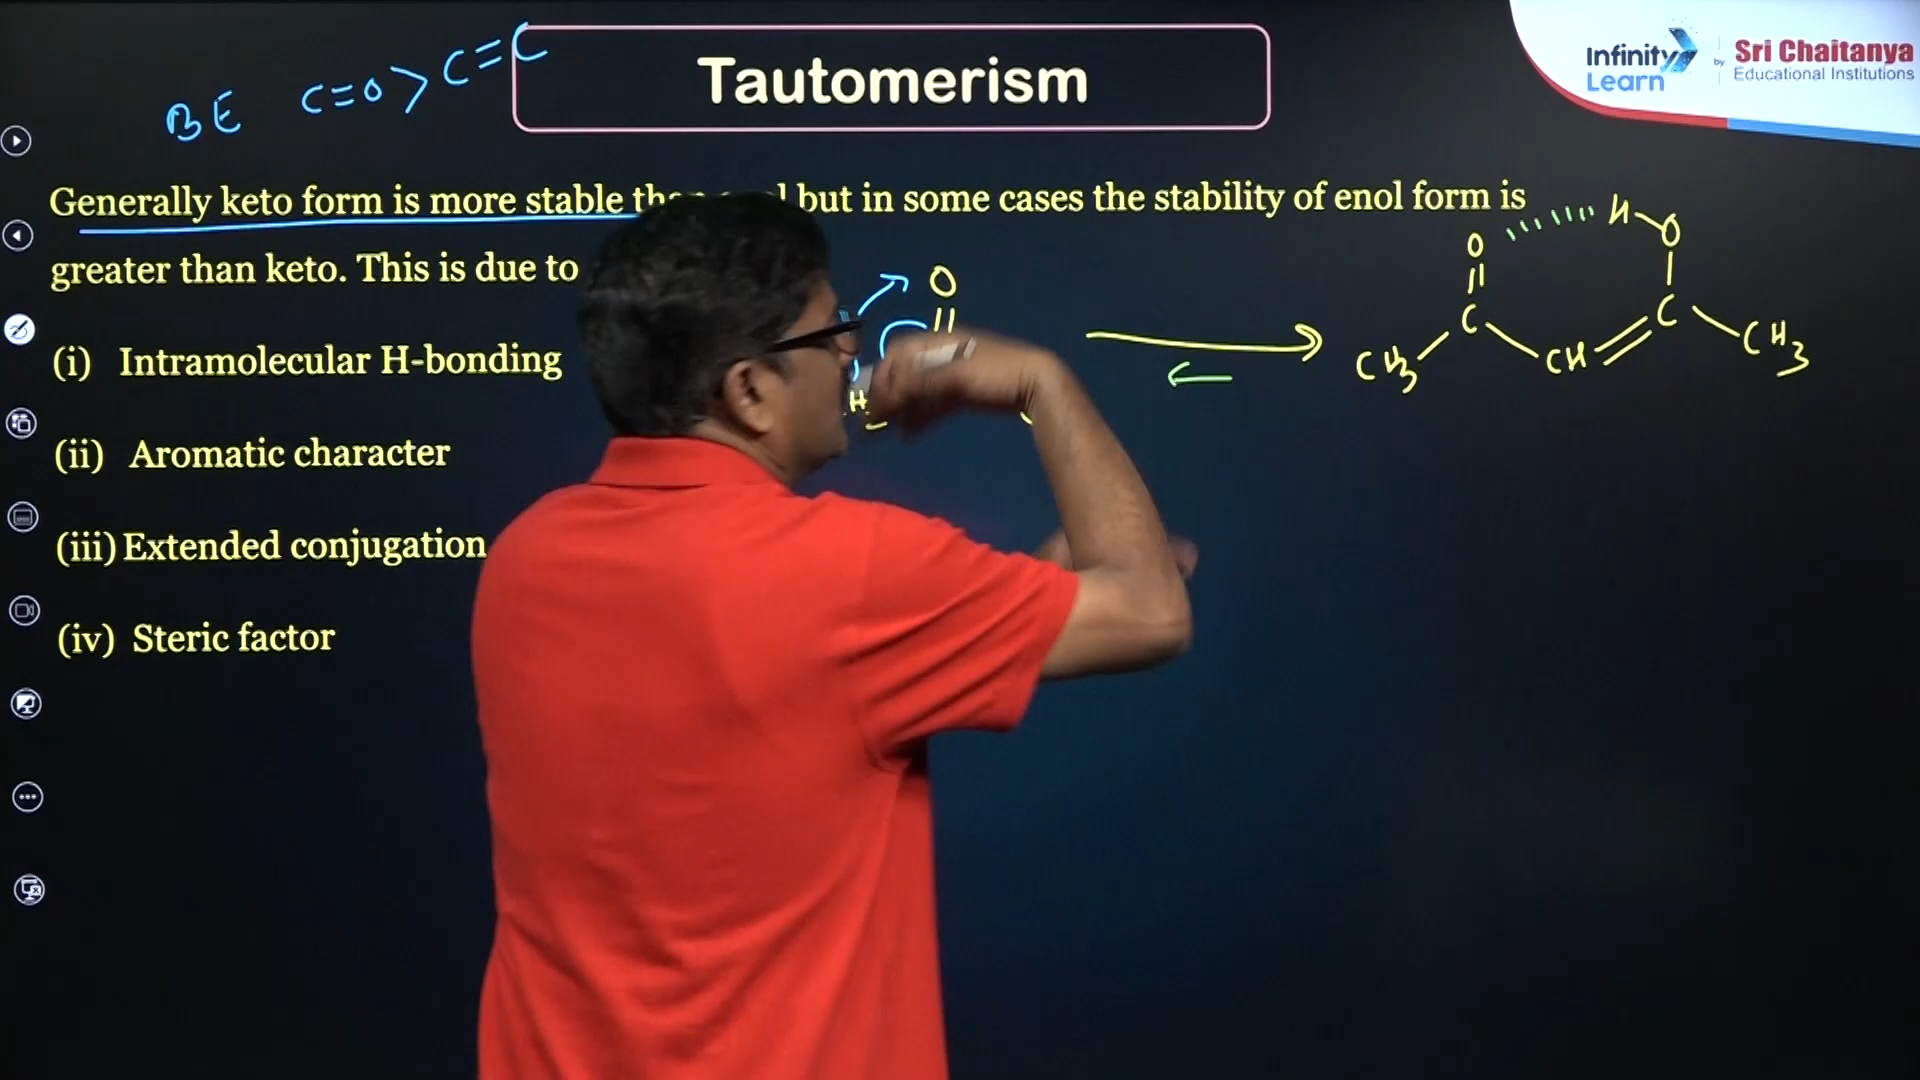 BE C=O > C=C
Tautomerism
Infinity Learn by Sri Chaitanya Educational Institutions
Generally keto form is more stable but in some cases the stability of enol form is
greater than keto. This is due to
(i) Intramolecular H-bonding
(ii) Aromatic character
(iii) Extended conjugation
(iv) Steric factor
O
H
O H-O
CH3 C CH C CH3